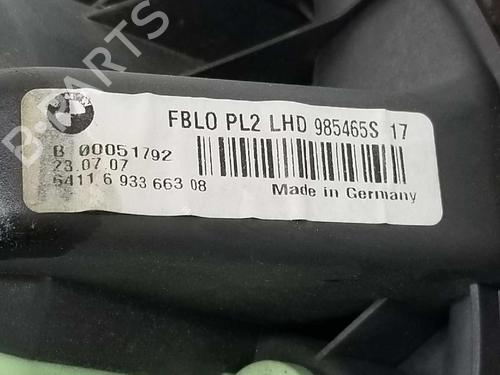 B-PARTS
FBLO PL2 LHD 985465S 17
B 00051792
23.07.07
6411 6 933 663 08
Made in Germany